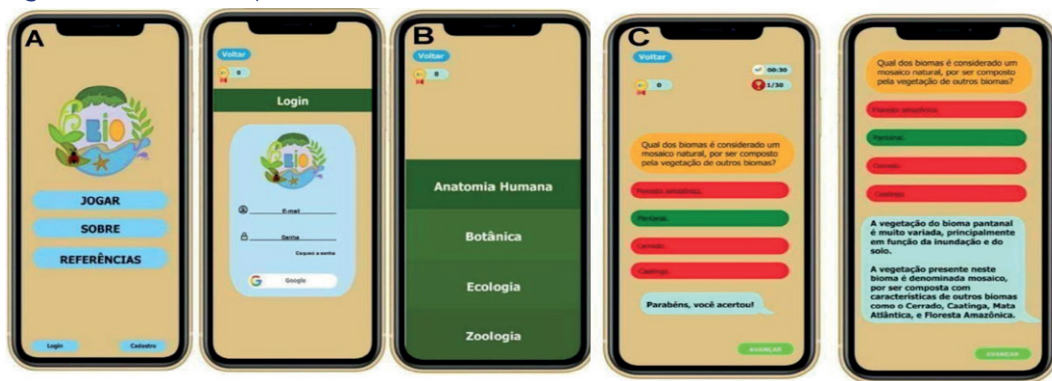 A
BIO
JOGAR
SOBRE
REFERÊNCIAS
Login
Cadastro
Voltar
0
Login
BIO
E-mail
Senha
Esqueci a senha
Google
B
Voltar
0
Anatomia Humana
Botânica
Ecologia
Zoologia
C
Voltar
00:30
0
1/30
Qual dos biomas é considerado um
mosaico natural, por ser composto
pela vegetação de outros biomas?
Floresta amazônica.
Pantanal.
Cerrado.
Caatinga.
Parabéns, você acertou!
AVANÇAR
Qual dos biomas é considerado um
mosaico natural, por ser composto
pela vegetação de outros biomas?
Floresta amazônica.
Pantanal.
Cerrado.
Caatinga.
A vegetação do bioma pantanal
é muito variada, principalmente
em função da inundação e do
solo.
A vegetação presente neste
bioma é denominada mosaico,
por ser composta com
características de outros biomas
como o Cerrado, Caatinga, Mata
Atlântica, e Floresta Amazônica.
AVANCAR